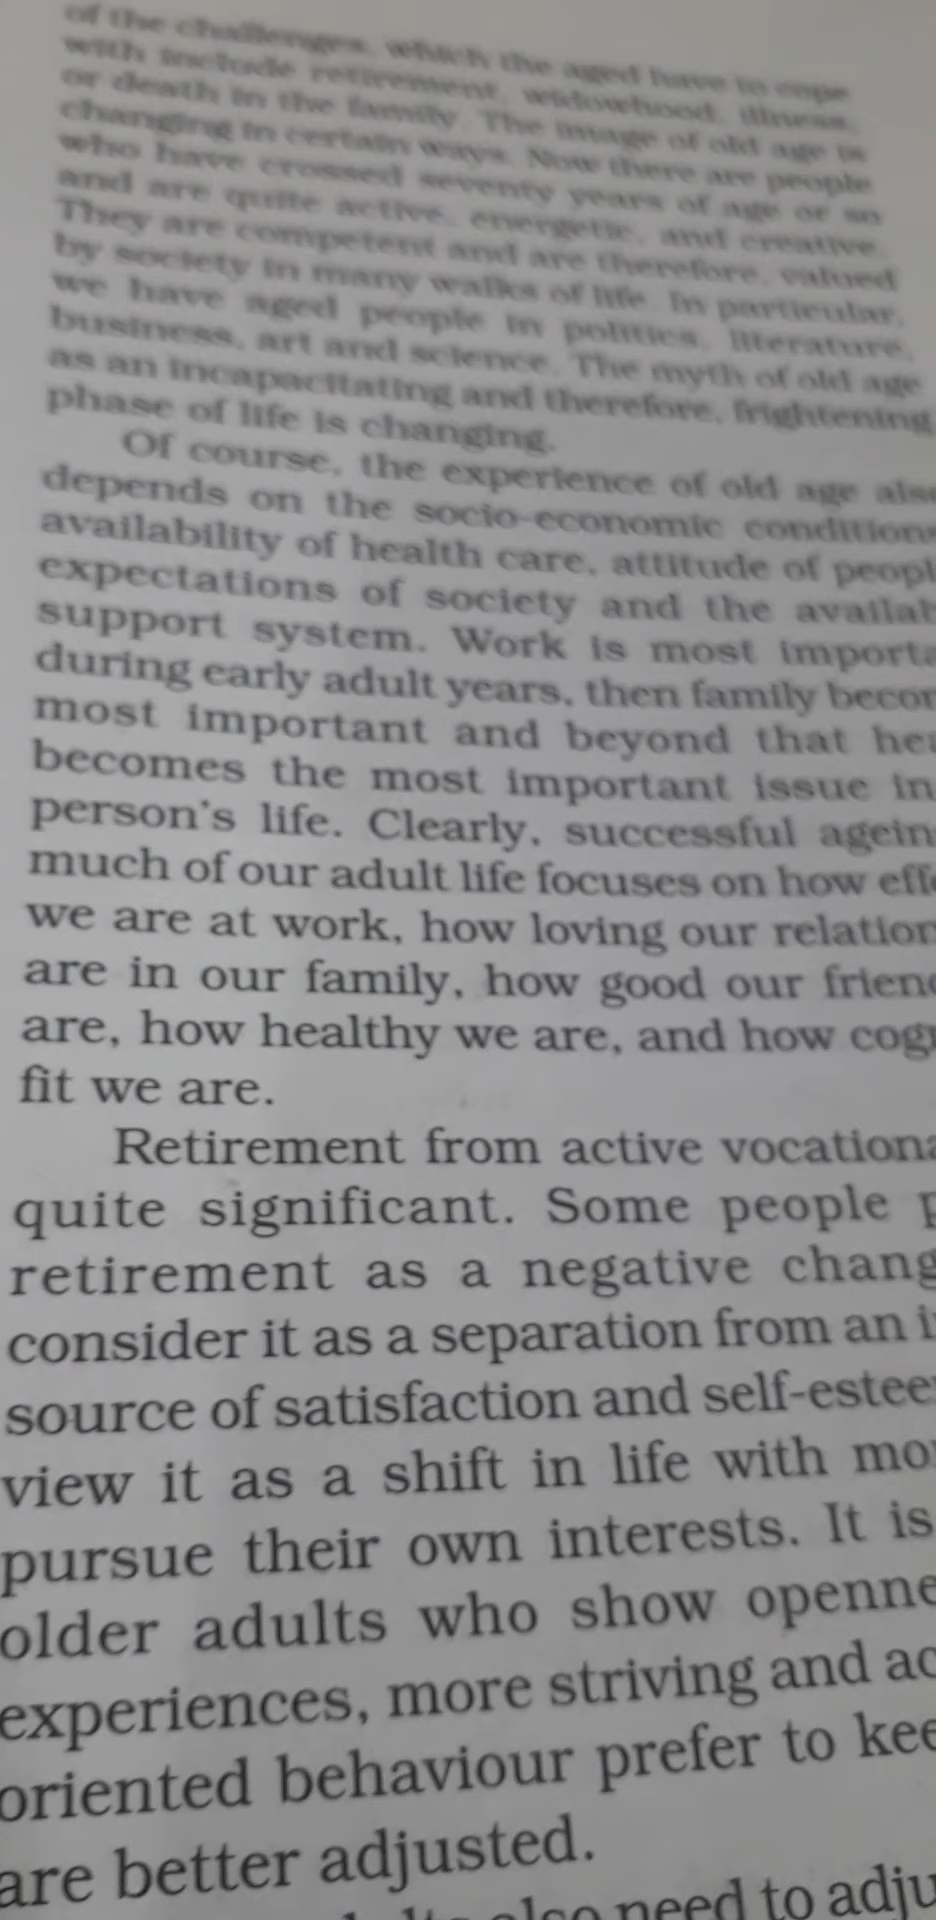 of the challenges, which the aged have to cope
with include retirement, widowhood, illness,
or death in the family. The image of old age is
changing in certain ways. Now there are people
who have crossed seventy years of age or so
and are quite active, energetic, and creative.
They are competent and are therefore, valued
by society in many walks of life. In particular,
we have aged people in politics, literature,
business, art and science. The myth of old age
as an incapacitating and therefore, frightening
phase of life is changing.
Of course, the experience of old age also
depends on the socio-economic conditions
availability of health care, attitude of peopl
expectations of society and the availab
support system. Work is most importa
during early adult years, then family becom
most important and beyond that hea
becomes the most important issue in
person's life. Clearly, successful agein
much of our adult life focuses on how effe
we are at work, how loving our relation
are in our family, how good our friend
are, how healthy we are, and how cogn
fit we are.
Retirement from active vocationa
quite significant. Some people p
retirement as a negative chang
consider it as a separation from an i
source of satisfaction and self-estee
view it as a shift in life with mor
pursue their own interests. It is
older adults who show openne
experiences, more striving and ac
oriented behaviour prefer to kee
are better adjusted.
also need to adju